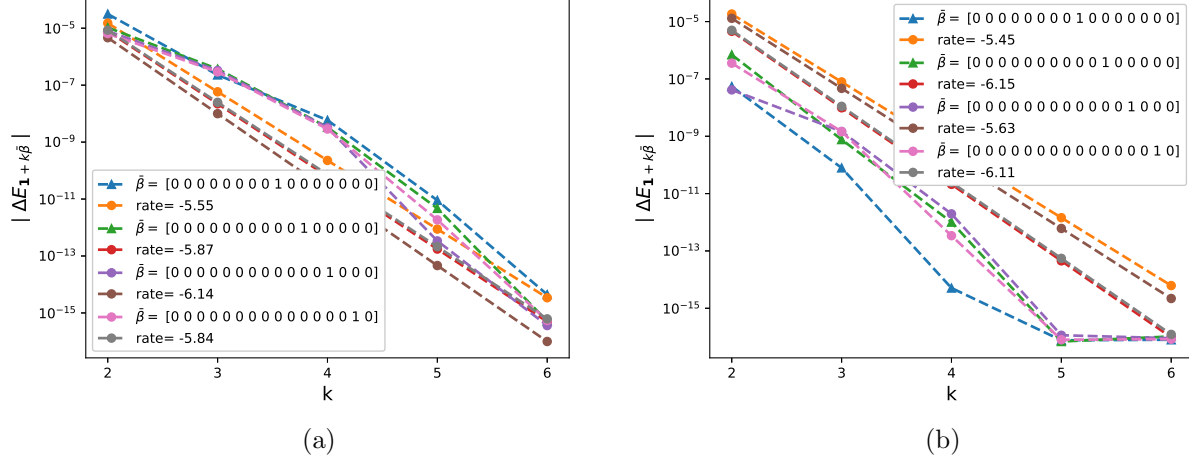 10⁻⁵
10⁻⁷
10⁻⁹
10⁻¹¹
10⁻¹³
10⁻¹⁵
| ΔE₁ + kβ̄ |
β̄ = [0 0 0 0 0 0 0 0 1 0 0 0 0 0 0 0]
rate= -5.55
β̄ = [0 0 0 0 0 0 0 0 0 0 1 0 0 0 0 0]
rate= -5.87
β̄ = [0 0 0 0 0 0 0 0 0 0 0 0 1 0 0 0]
rate= -6.14
β̄ = [0 0 0 0 0 0 0 0 0 0 0 0 0 0 1 0]
rate= -5.84
2 3 4 5 6
k
(a)
10⁻⁵
10⁻⁷
10⁻⁹
10⁻¹¹
10⁻¹³
10⁻¹⁵
| ΔE₁ + kβ̄ |
β̄ = [0 0 0 0 0 0 0 0 1 0 0 0 0 0 0 0]
rate= -5.45
β̄ = [0 0 0 0 0 0 0 0 0 0 1 0 0 0 0 0]
rate= -6.15
β̄ = [0 0 0 0 0 0 0 0 0 0 0 0 1 0 0 0]
rate= -5.63
β̄ = [0 0 0 0 0 0 0 0 0 0 0 0 0 0 1 0]
rate= -6.11
2 3 4 5 6
k
(b)